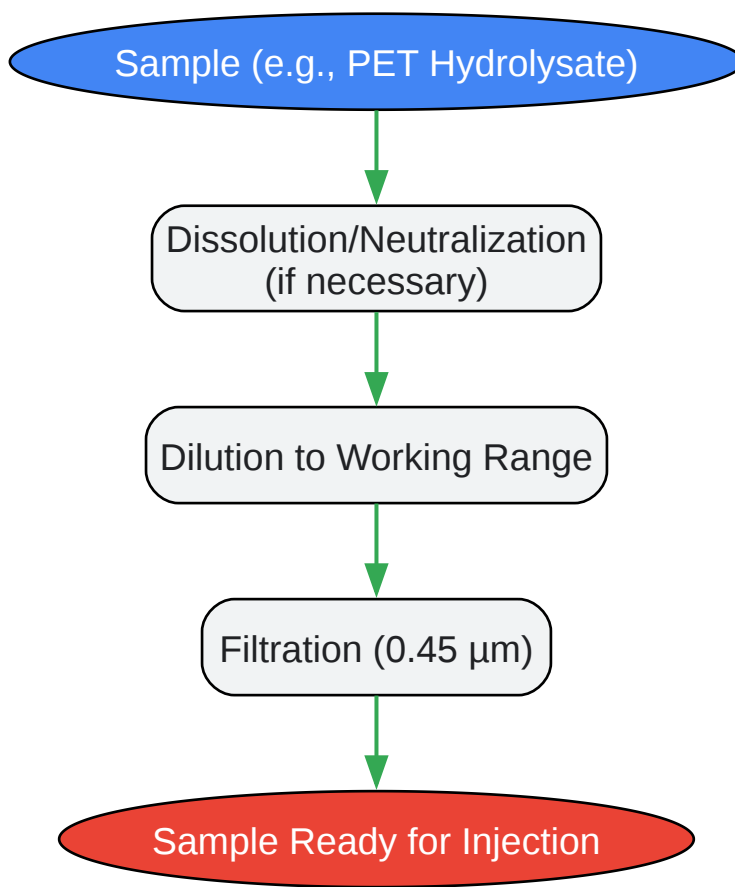 Sample (e.g., PET Hydrolysate)
Dissolution/Neutralization
(if necessary)
Dilution to Working Range
Filtration (0.45 µm)
Sample Ready for Injection